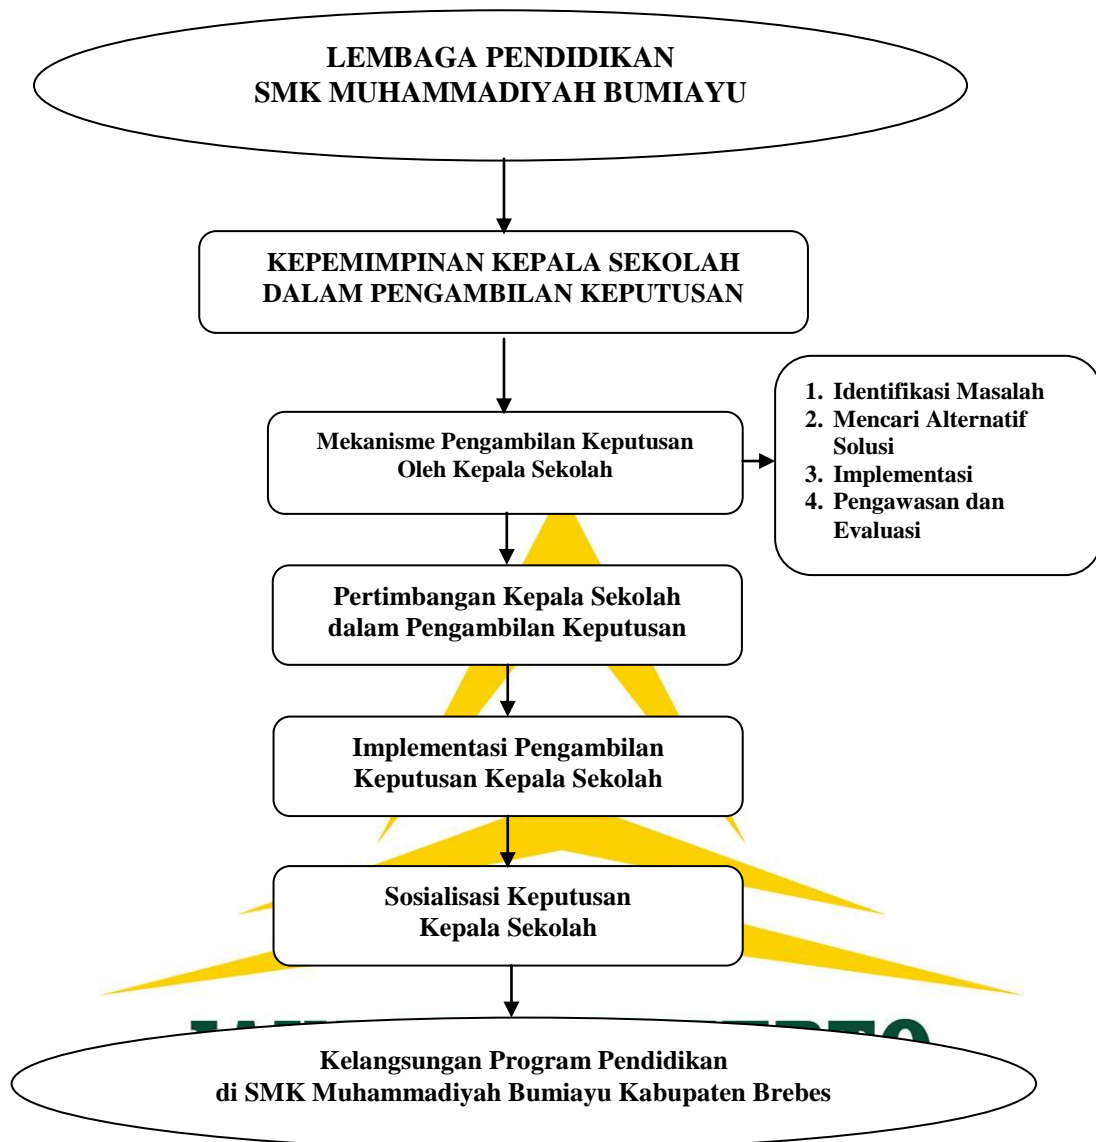 LEMBAGA PENDIDIKAN
SMK MUHAMMADIYAH BUMIAYU
KEPEMIMPINAN KEPALA SEKOLAH
DALAM PENGAMBILAN KEPUTUSAN
Mekanisme Pengambilan Keputusan
Oleh Kepala Sekolah
1. Identifikasi Masalah
2. Mencari Alternatif
Solusi
3. Implementasi
4. Pengawasan dan
Evaluasi
Pertimbangan Kepala Sekolah
dalam Pengambilan Keputusan
Implementasi Pengambilan
Keputusan Kepala Sekolah
Sosialisasi Keputusan
Kepala Sekolah
Kelangsungan Program Pendidikan
di SMK Muhammadiyah Bumiayu Kabupaten Brebes